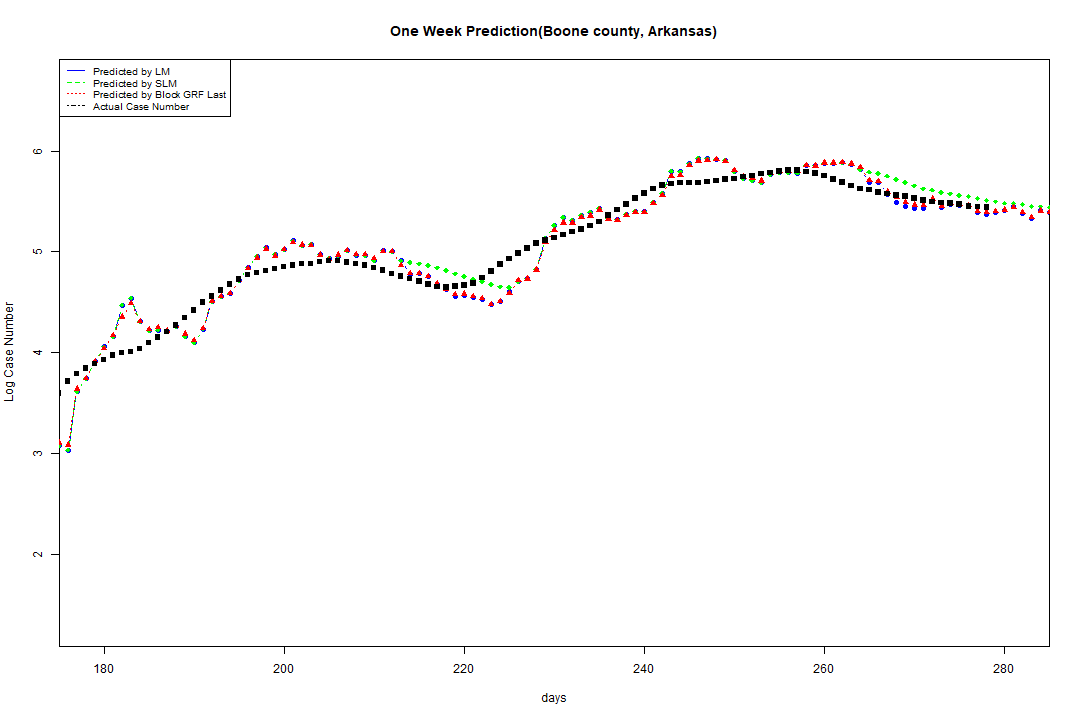 One Week Prediction(Boone county, Arkansas)
Predicted by LM
Predicted by SLM
Predicted by Block GRF Last
Actual Case Number
6
5
4
3
2
Log Case Number
180 200 220 240 260 280
days